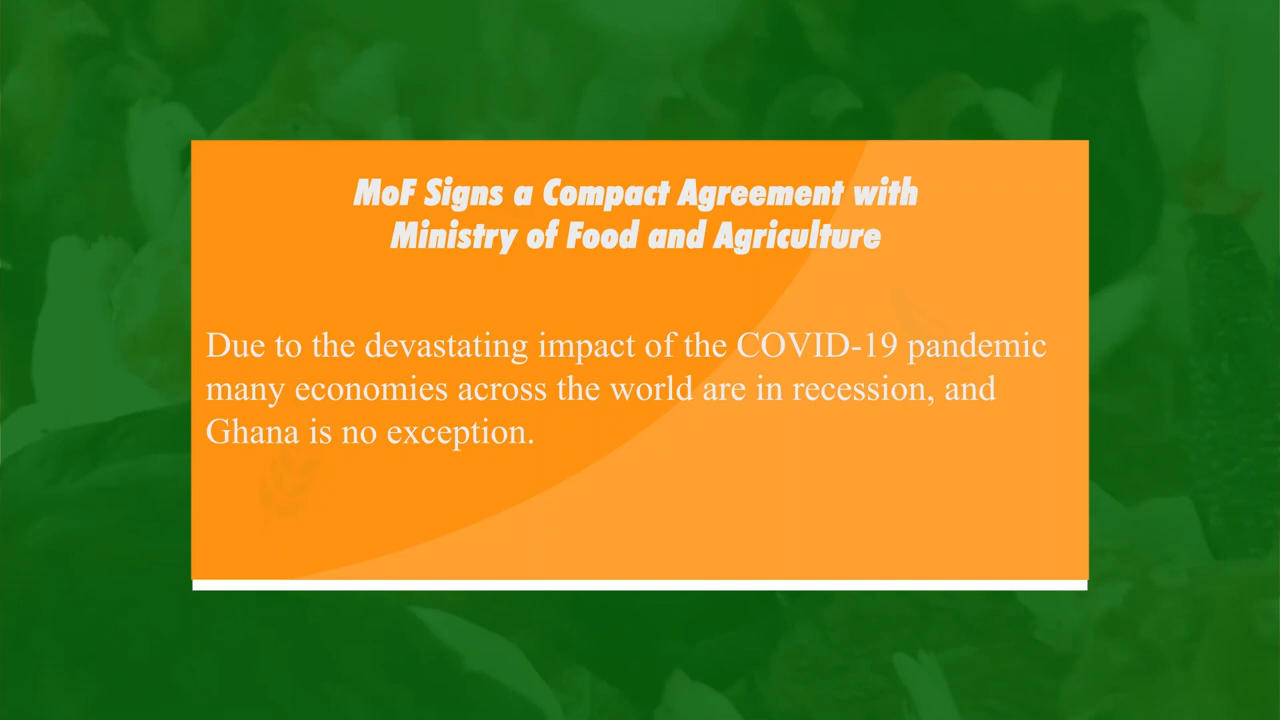 MoF Signs a Compact Agreement with
Ministry of Food and Agriculture
Due to the devastating impact of the COVID-19 pandemic
many economies across the world are in recession, and
Ghana is no exception.